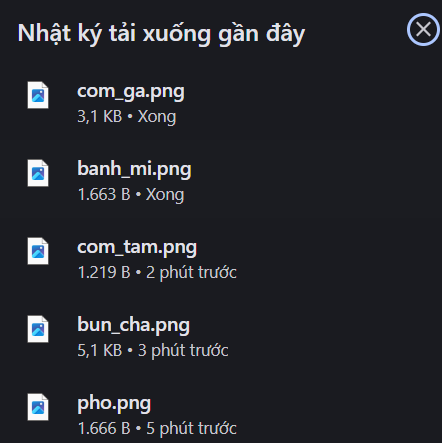 Nhật ký tải xuống gần đây
com_ga.png
3,1 KB • Xong
banh_mi.png
1.663 B • Xong
com_tam.png
1.219 B • 2 phút trước
bun_cha.png
5,1 KB • 3 phút trước
pho.png
1.666 B • 5 phút trước